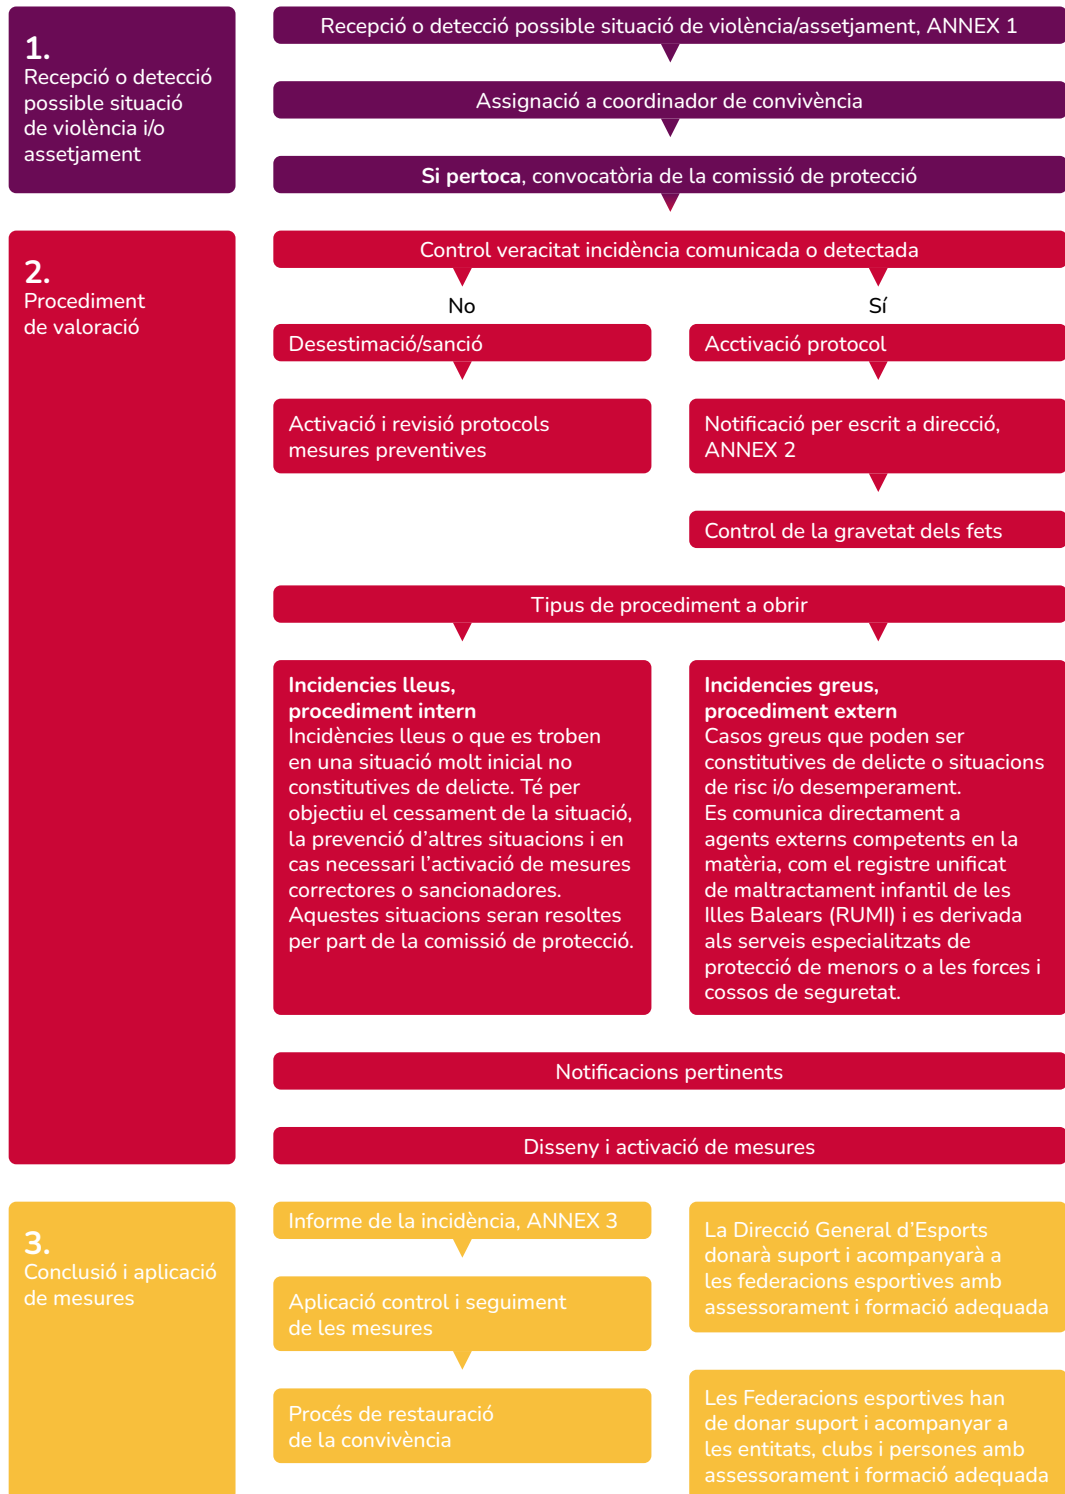 1.
Recepció o detecció
possible situació
de violència i/o
assetjament
Recepció o detecció possible situació de violència/assetjament, ANNEX 1
Assignació a coordinador de convivència
Si pertoca, convocatòria de la comissió de protecció
2.
Procediment
de valoració
Control veracitat incidència comunicada o detectada
No
Sí
Desestimació/sanció
Acctivació protocol
Activació i revisió protocols
mesures preventives
Notificació per escrit a direcció,
ANNEX 2
Control de la gravetat dels fets
Tipus de procediment a obrir
Incidencies lleus,
procediment intern
Incidències lleus o que es troben
en una situació molt inicial no
constitutives de delicte. Té per
objectiu el cessament de la situació,
la prevenció d’altres situacions i en
cas necessari l’activació de mesures
correctores o sancionadores.
Aquestes situacions seran resoltes
per part de la comissió de protecció.
Incidencies greus,
procediment extern
Casos greus que poden ser
constitutives de delicte o situacions
de risc i/o desemperament.
Es comunica directament a
agents externs competents en la
matèria, com el registre unificat
de maltractament infantil de les
Illes Balears (RUMI) i es derivada
als serveis especialitzats de
protecció de menors o a les forces i
cossos de seguretat.
Notificacions pertinents
Disseny i activació de mesures
3.
Conclusió i aplicació
de mesures
Informe de la incidència, ANNEX 3
Aplicació control i seguiment
de les mesures
Procés de restauració
de la convivència
La Direcció General d’Esports
donarà suport i acompanyarà a
les federacions esportives amb
assessorament i formació adequada
Les Federacions esportives han
de donar suport i acompanyar a
les entitats, clubs i persones amb
assessorament i formació adequada